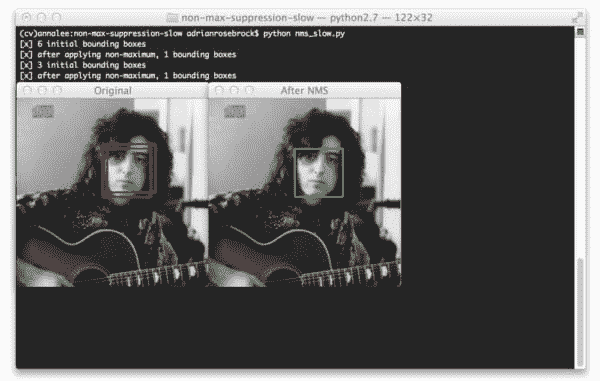 non-max-suppression-slow — python2.7 — 122×32
(cv)annalee:non-max-suppression-slow adrianrosebrock$ python nms_slow.py
[x] 6 initial bounding boxes
[x] after applying non-maximum, 1 bounding boxes
[x] 3 initial bounding boxes
[x] after applying non-maximum, 1 bounding boxes
Original
After NMS